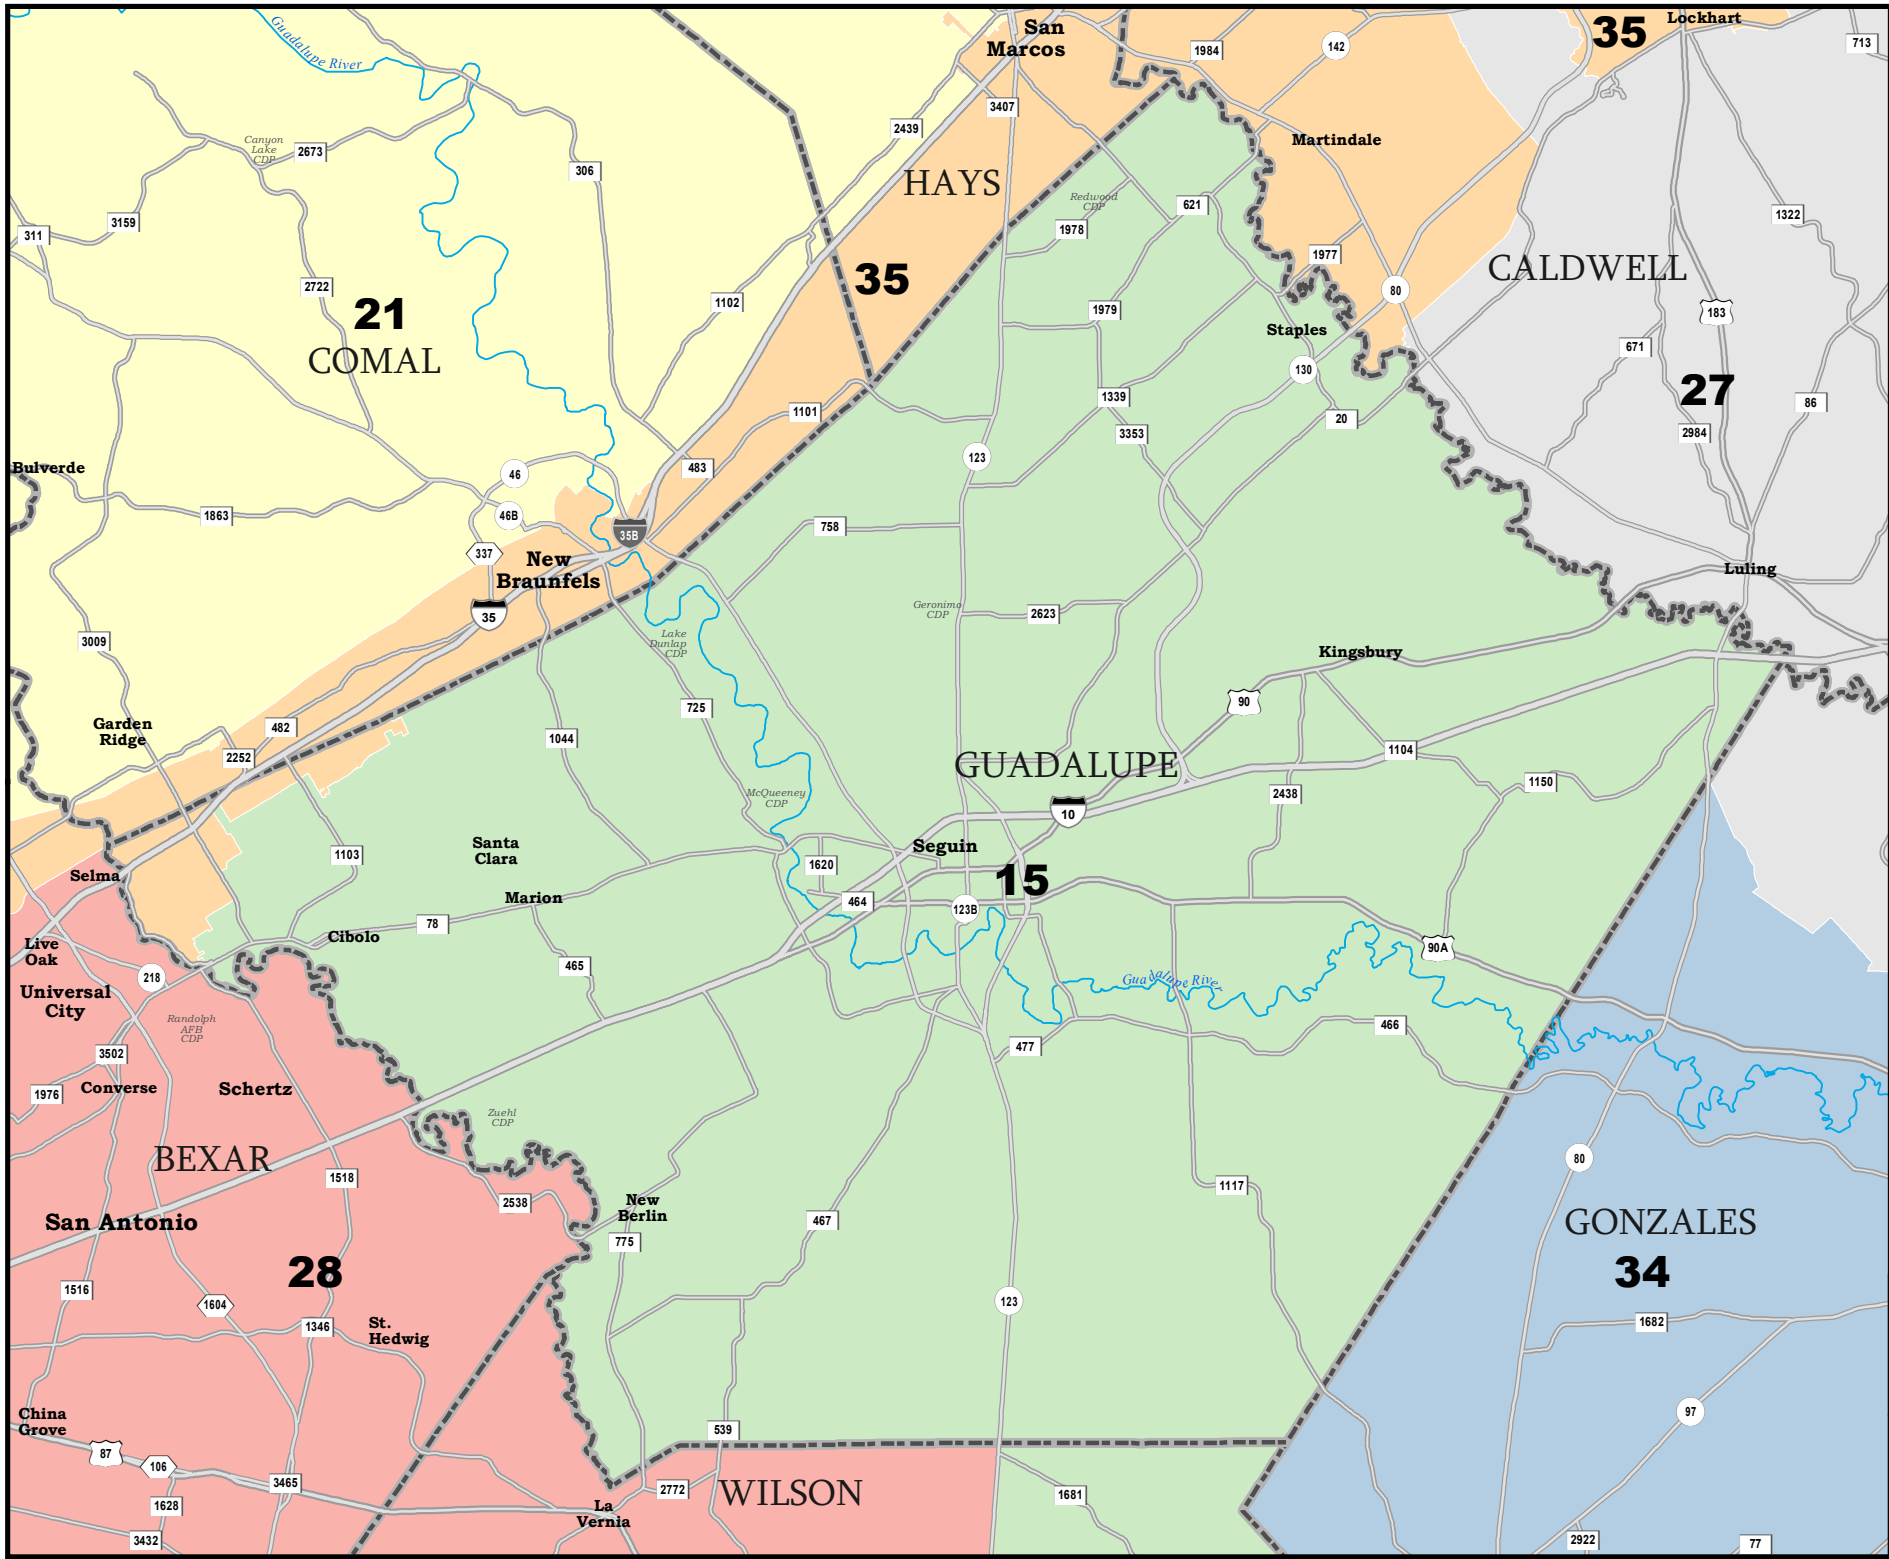 Guadalupe River
San
Marcos
1984
142
35
Lockhart
713
3407
2439
Canyon
Lake
CDP
2673
306
Martindale
HAYS
3159
311
Redwood
CDP
621
1978
1322
1977
CALDWELL
35
2722
21
COMAL
1102
80
1979
183
Staples
671
130
27
1339
86
1101
20
3353
2984
123
Bulverde
46
483
1863
46B
758
35B
337
New
Braunfels
Luling
35
Geronimo
CDP
2623
3009
Lake
Dunlap
CDP
Kingsbury
90
725
Garden
Ridge
482
1044
2252
1104
GUADALUPE
1150
McQueeney
CDP
2438
10
Santa
Clara
1103
Seguin
1620
Selma
15
Marion
464
123B
78
Cibolo
Live
Oak
90A
465
218
Guadalupe River
Universal
City
Randolph
AFB
CDP
466
477
3502
Converse
1976
Schertz
Zuehl
CDP
BEXAR
80
1518
1117
2538
New
Berlin
San Antonio
467
GONZALES
775
28
34
1516
1604
123
1346
St.
Hedwig
1682
97
China
Grove
539
87
106
3465
2772
WILSON
1681
1628
La
Vernia
3432
2922
77